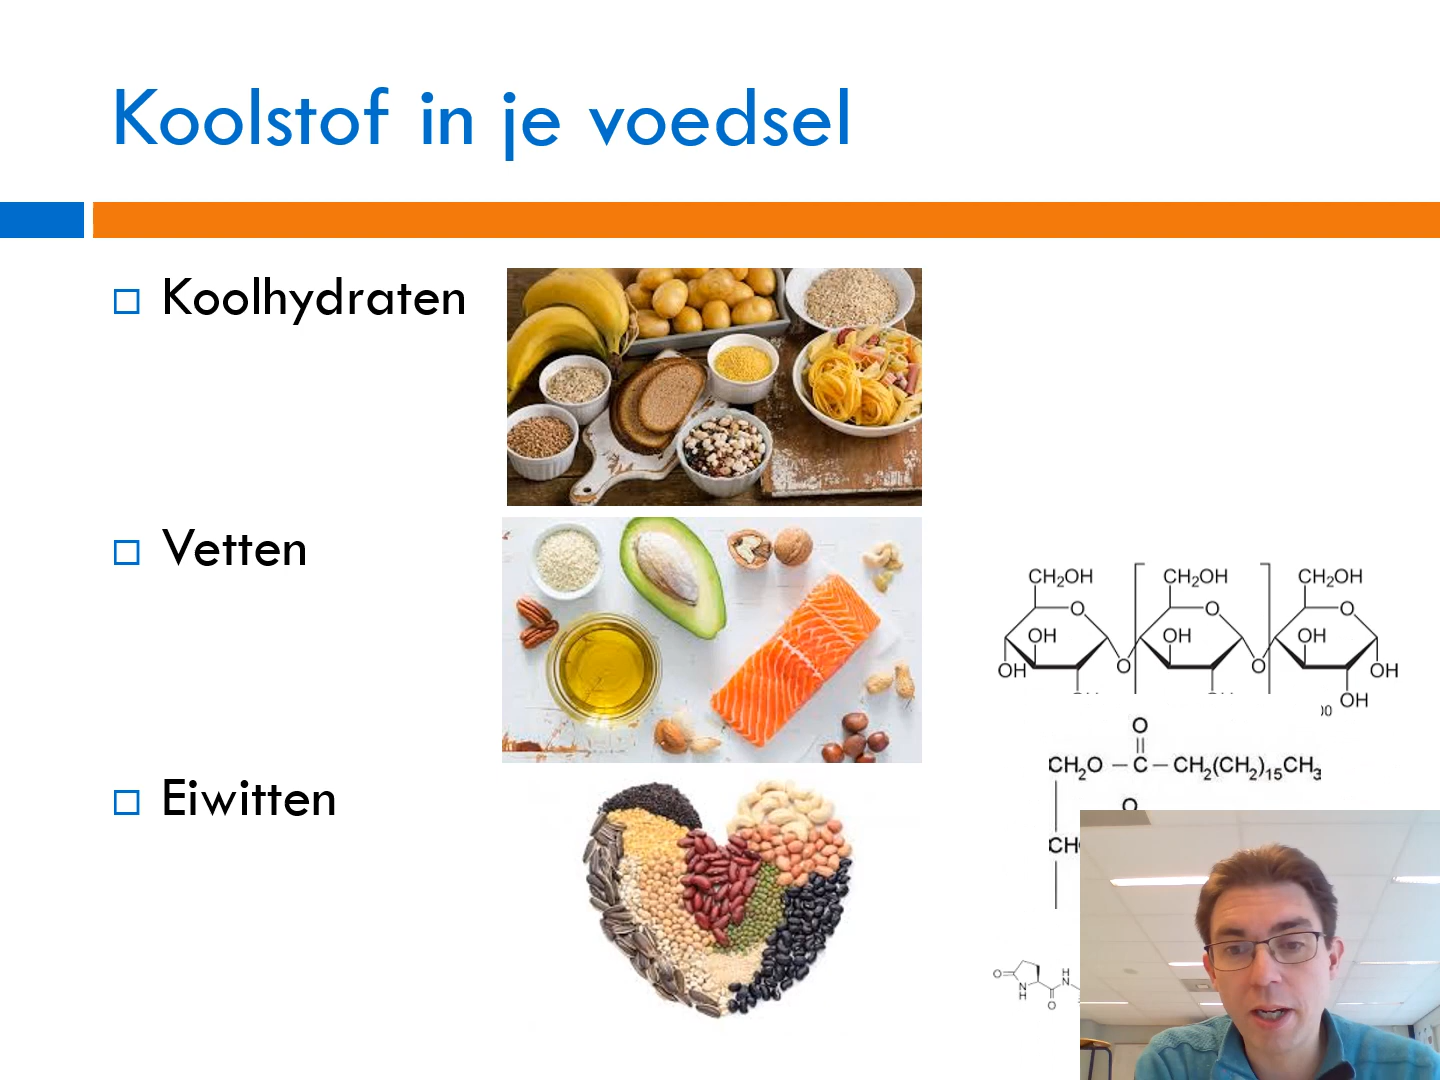 Koolstof in je voedsel
Koolhydraten
Vetten
Eiwitten
CH₂OH CH₂OH CH₂OH
O O O
OH OH OH
OH O O OH
OH
O
CH₂O – C – CH₂(CH₂)₁₅CH₃
O
CH
O
N
H
H
N
O